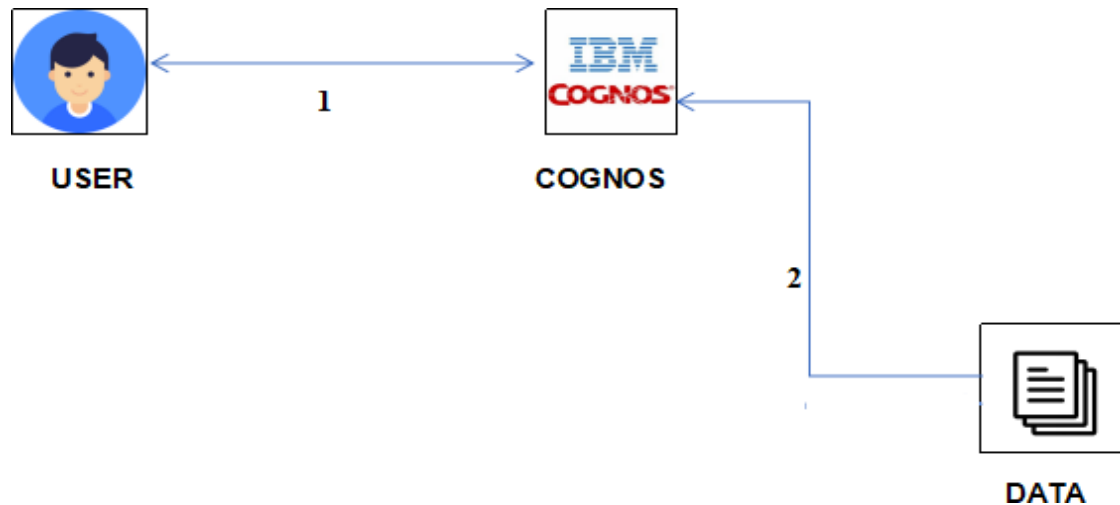 IBM
COGNOS
1
USER
COGNOS
2
DATA